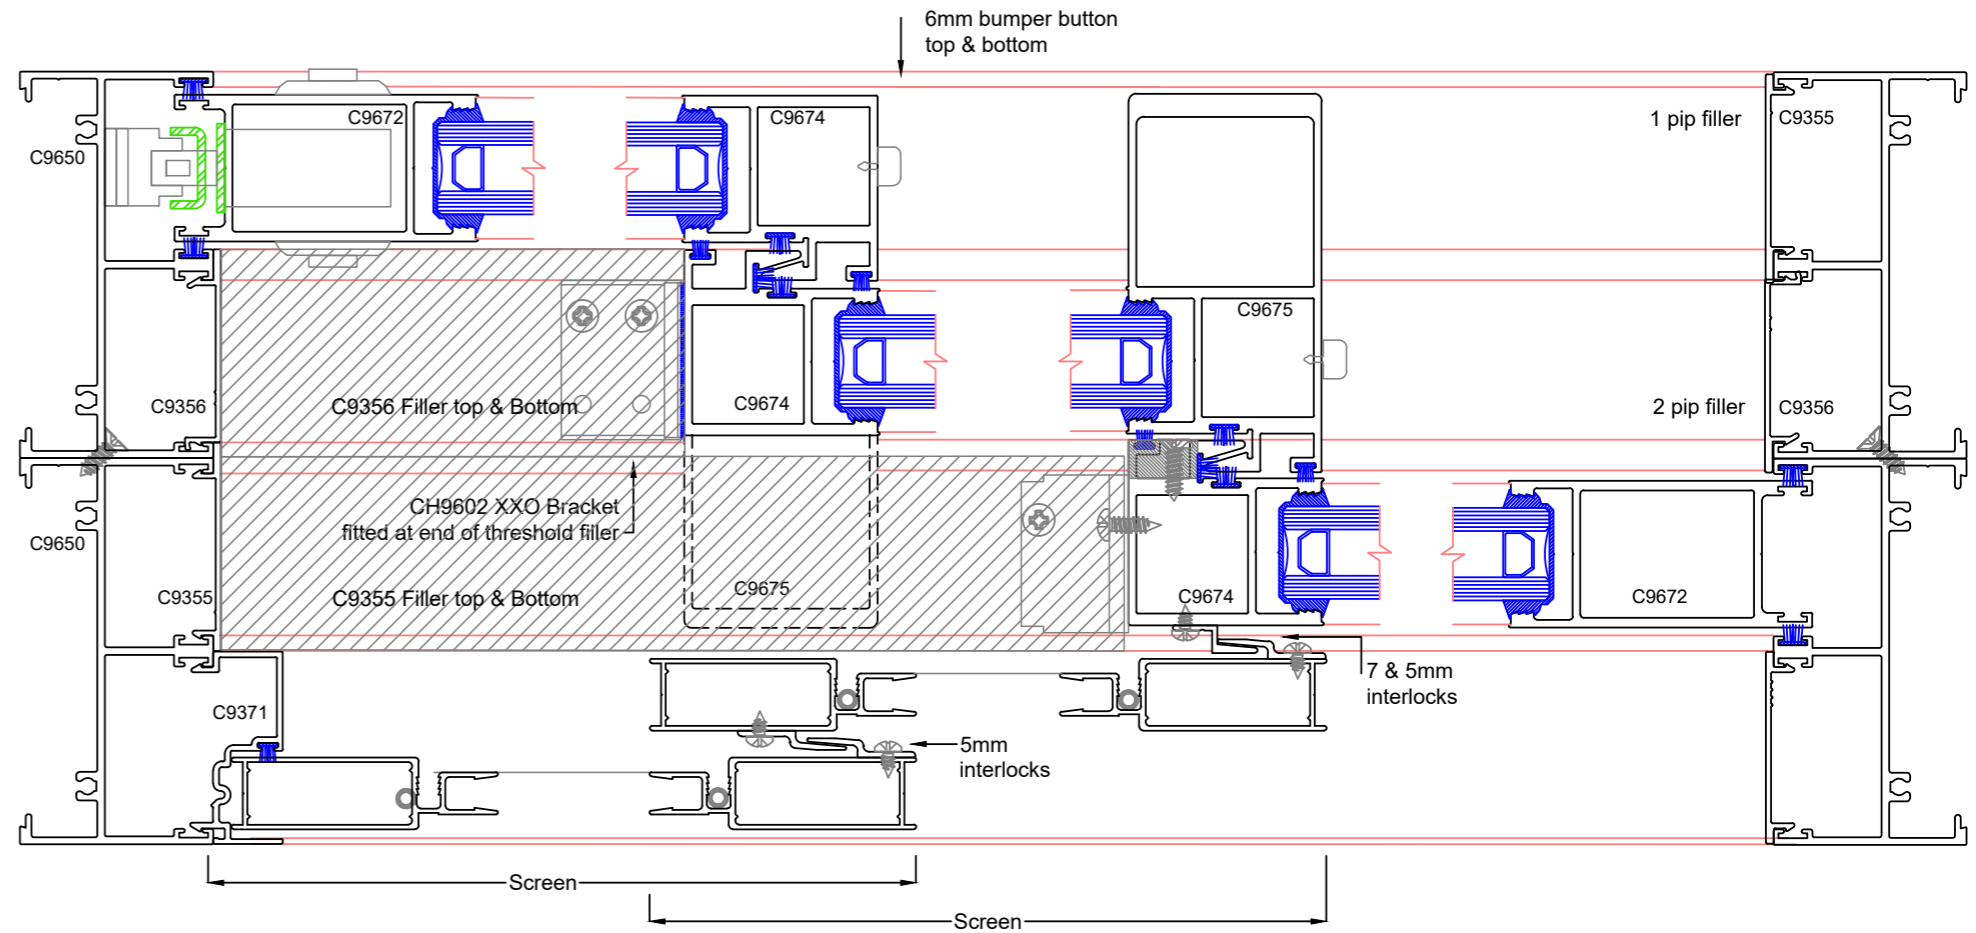 6mm bumper button
top & bottom
C9672
C9674
1 pip filler
C9355
C9650
C9675
C9356
C9356 Filler top & Bottom
C9674
2 pip filler
C9356
CH9602 XXO Bracket
fitted at end of threshold filler
C9650
C9355
C9355 Filler top & Bottom
C9675
C9674
C9672
7 & 5mm
interlocks
C9371
5mm
interlocks
Screen
Screen